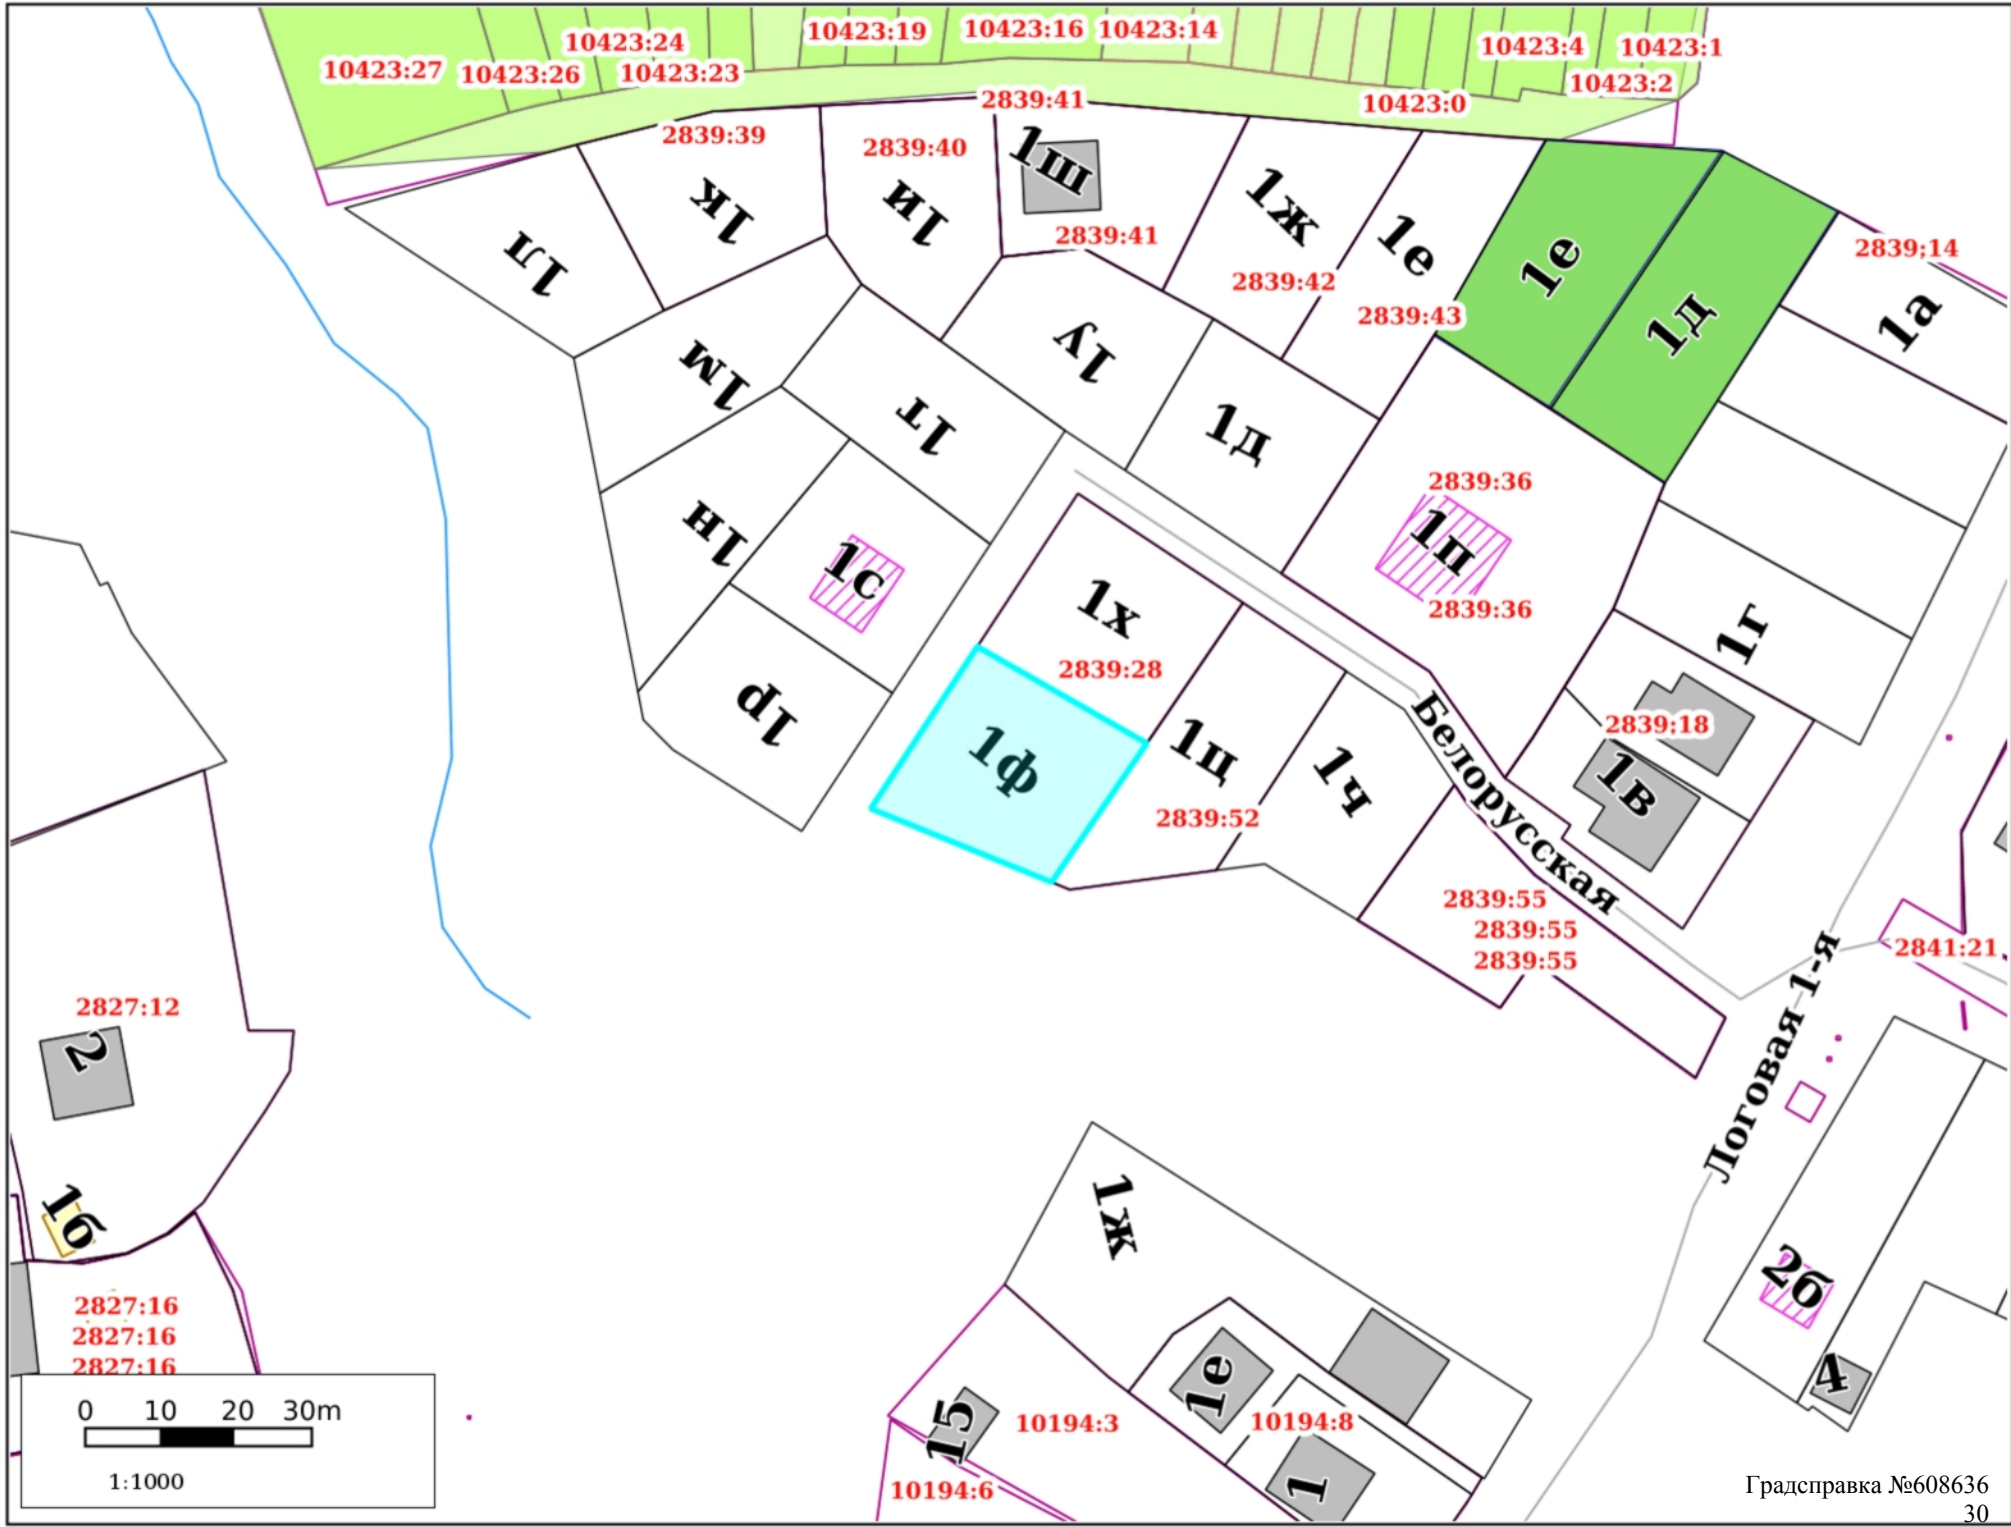 10423:27
10423:26
10423:24
10423:23
10423:19
10423:16
10423:14
10423:4
10423:1
10423:2
10423:0
2839:39
2839:40
2839:41
1л
1к
1и
1ш
2839:41
1ж
2839:42
1е
2839:43
1е
1д
2839;14
1а
1м
1т
1у
1д
2839:36
1п
2839:36
1н
1с
1р
1х
2839:28
1ф
1ц
2839:52
1ч
Белорусская
1г
2839;18
1в
2839:55
2839:55
2839:55
2841:21
Логовая 1-я
2827:12
2
1б
2827:16
2827:16
2827:16
1ж
2б
4
1е
10194:8
1
15
10194:3
10194:6
0 10 20 30m
1:1000
Градсправка №608636
30